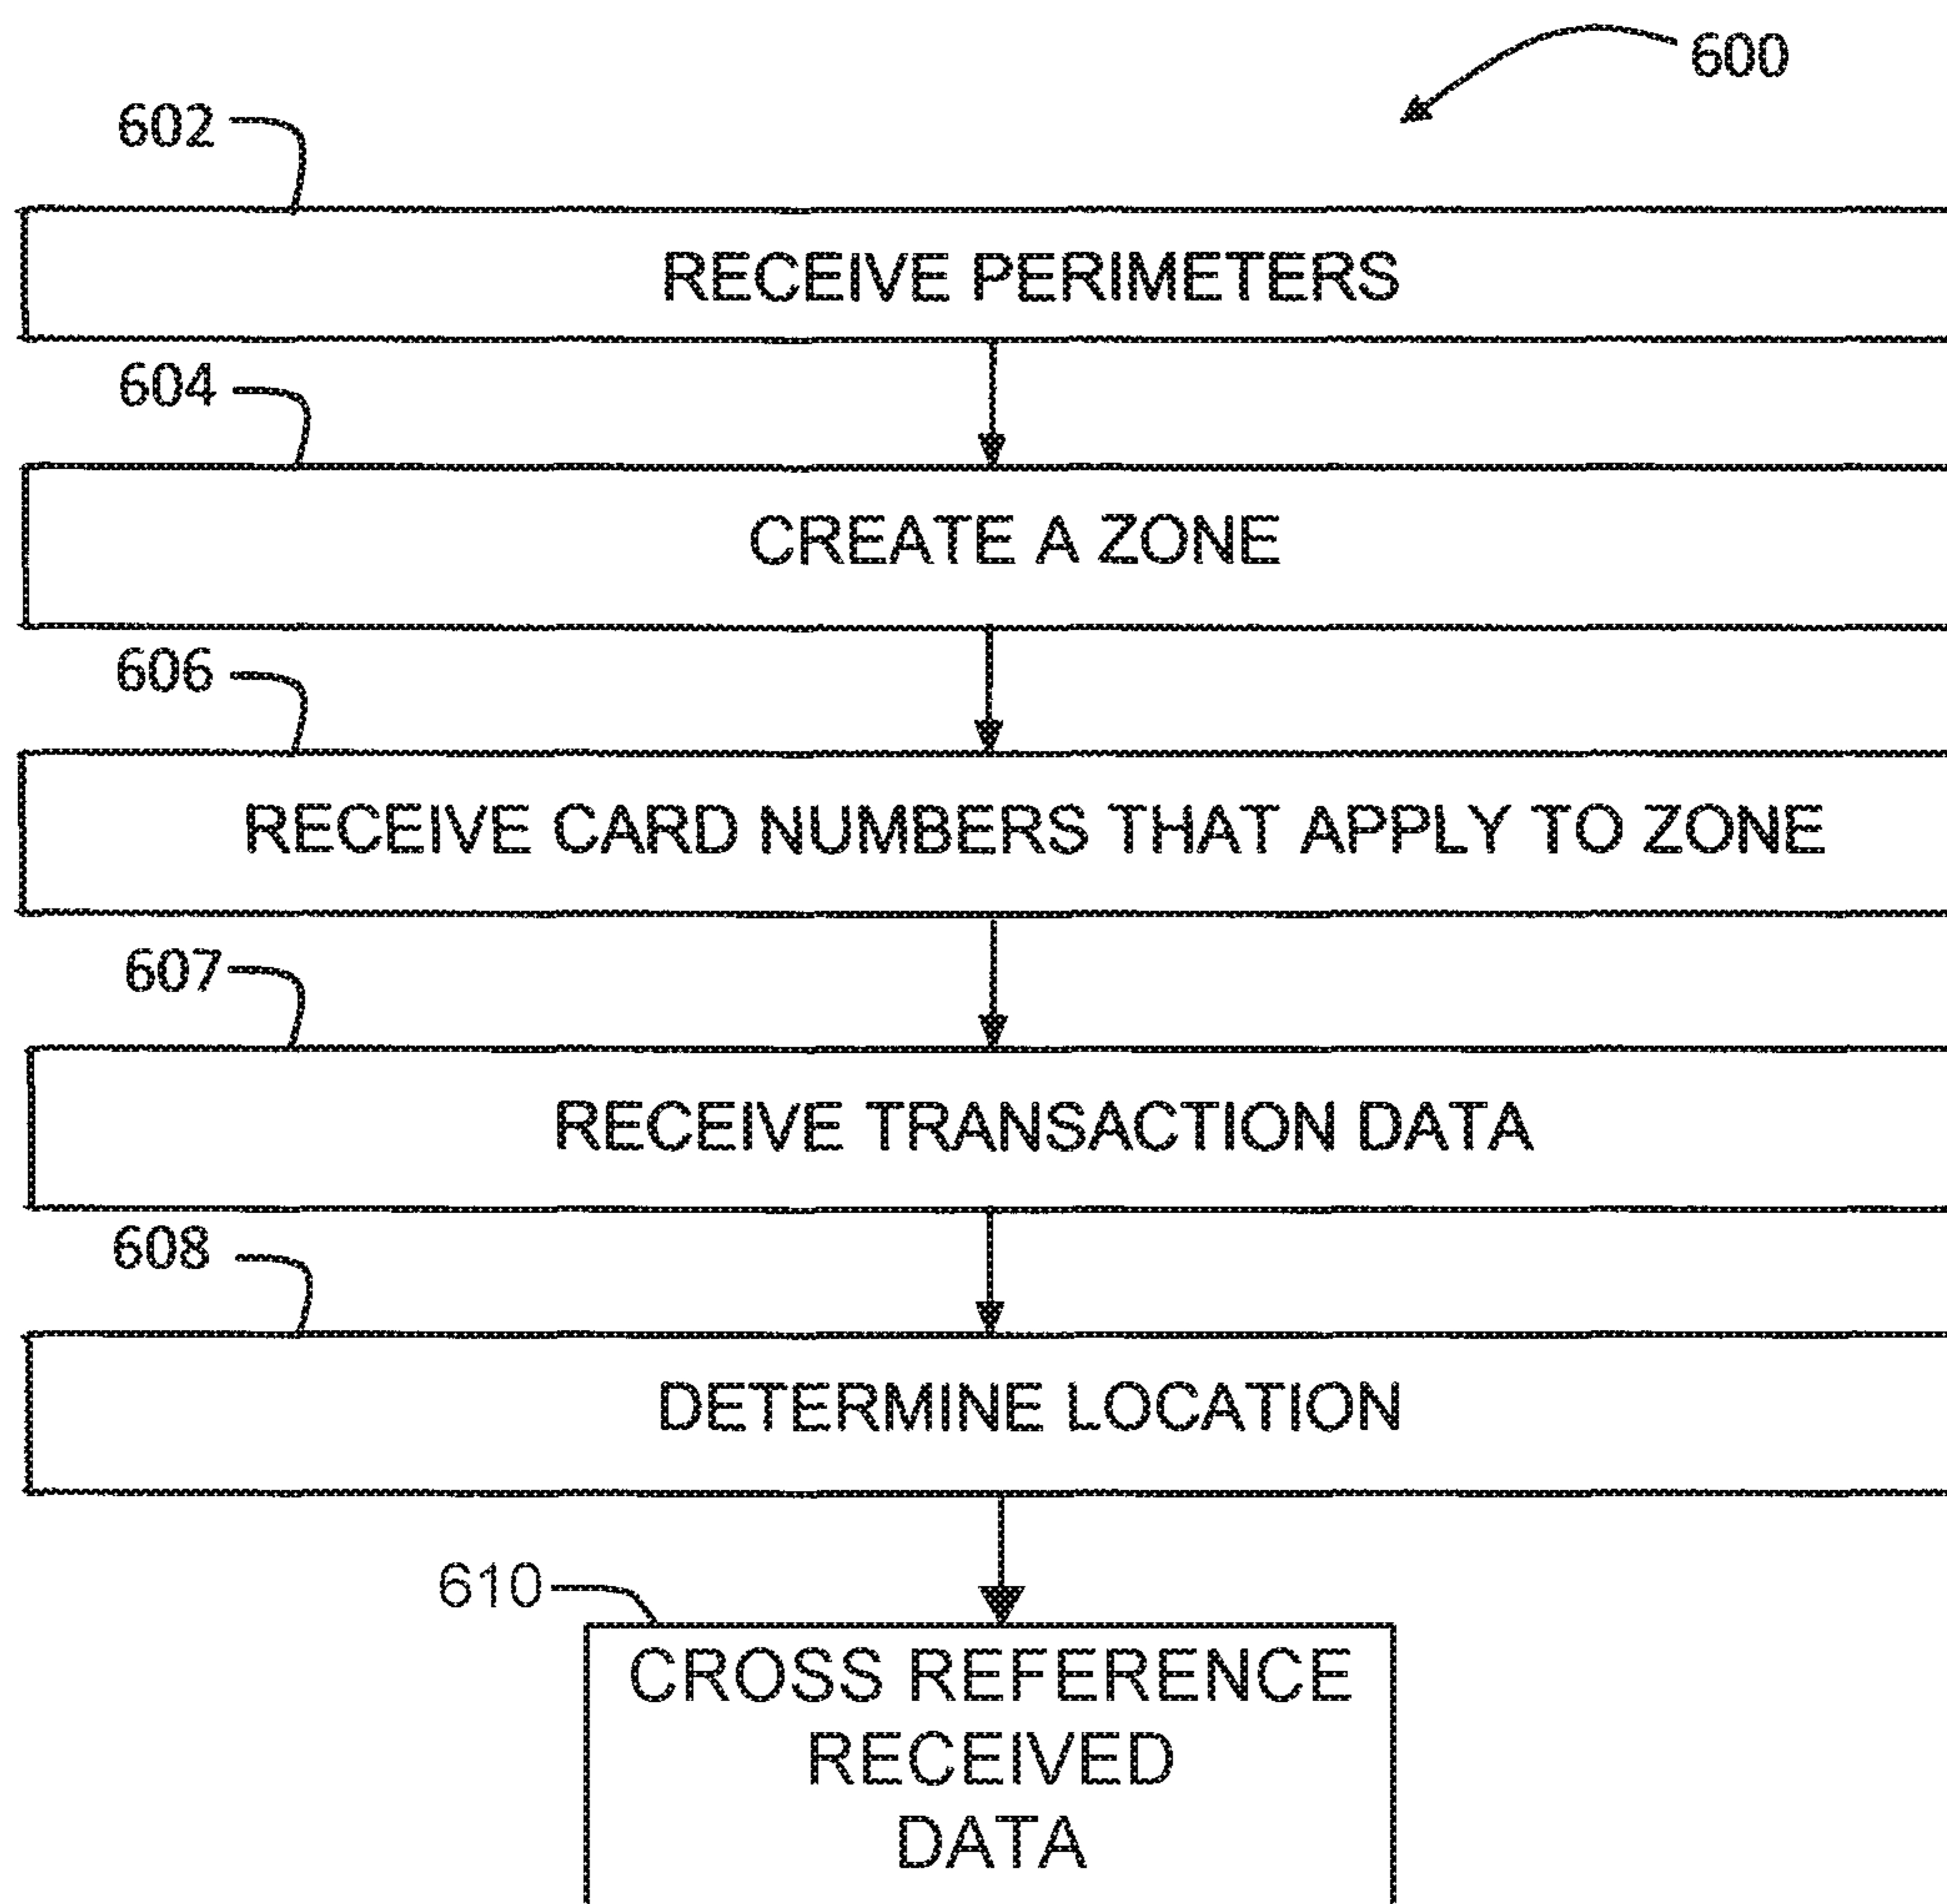 600
602
RECEIVE PERIMETERS
604
CREATE A ZONE
606
RECEIVE CARD NUMBERS THAT APPLY TO ZONE
607
RECEIVE TRANSACTION DATA
608
DETERMINE LOCATION
610
CROSS REFERENCE
RECEIVED
DATA